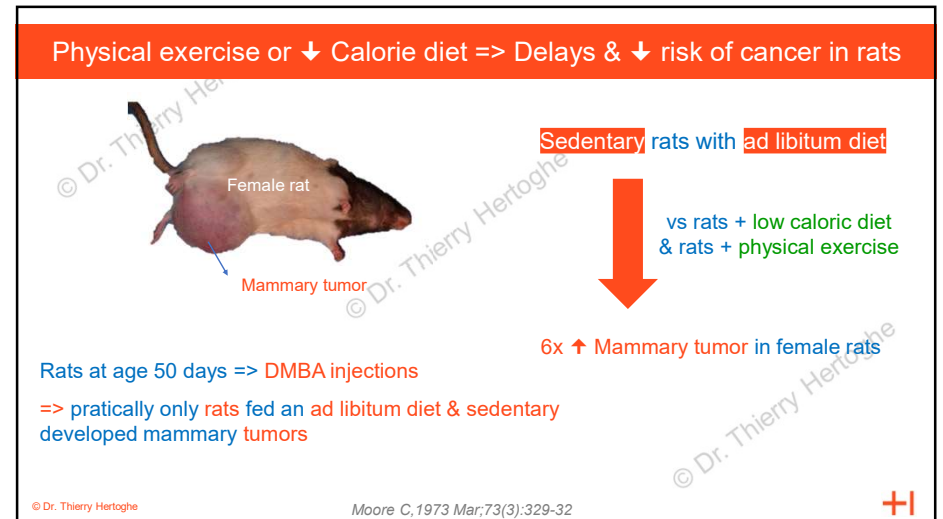 Physical exercise or ↓ Calorie diet => Delays & ↓ risk of cancer in rats
© Dr. Thierry Her
Female rat
Mammary tumor
© Dr. Thierry Hertoghe
Sedentary rats with ad libitum diet
vs rats + low caloric diet
& rats + physical exercise
6x ↑ Mammary tumor in female rats
Rats at age 50 days => DMBA injections
=> pratically only rats fed an ad libitum diet & sedentary
developed mammary tumors
© Dr. Thierry Hertoghe
© Dr. Thierry Hertoghe
Moore C,1973 Mar;73(3):329-32
+I